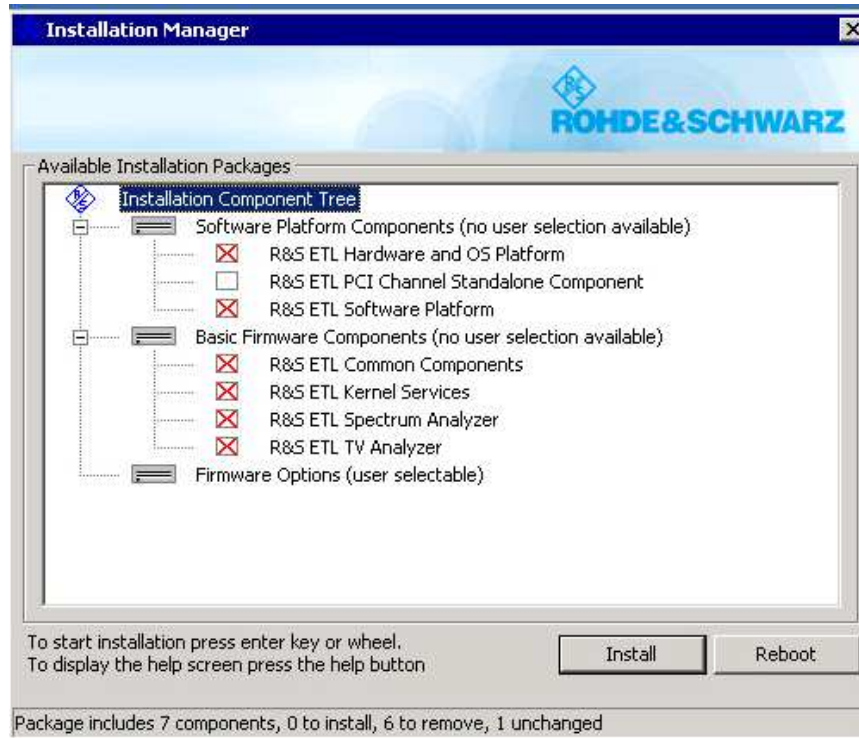 Installation Manager
ROHDE&SCHWARZ
Available Installation Packages
Installation Component Tree
Software Platform Components (no user selection available)
R&S ETL Hardware and OS Platform
R&S ETL PCI Channel Standalone Component
R&S ETL Software Platform
Basic Firmware Components (no user selection available)
R&S ETL Common Components
R&S ETL Kernel Services
R&S ETL Spectrum Analyzer
R&S ETL TV Analyzer
Firmware Options (user selectable)
To start installation press enter key or wheel.
To display the help screen press the help button
Install
Reboot
Package includes 7 components, 0 to install, 6 to remove, 1 unchanged